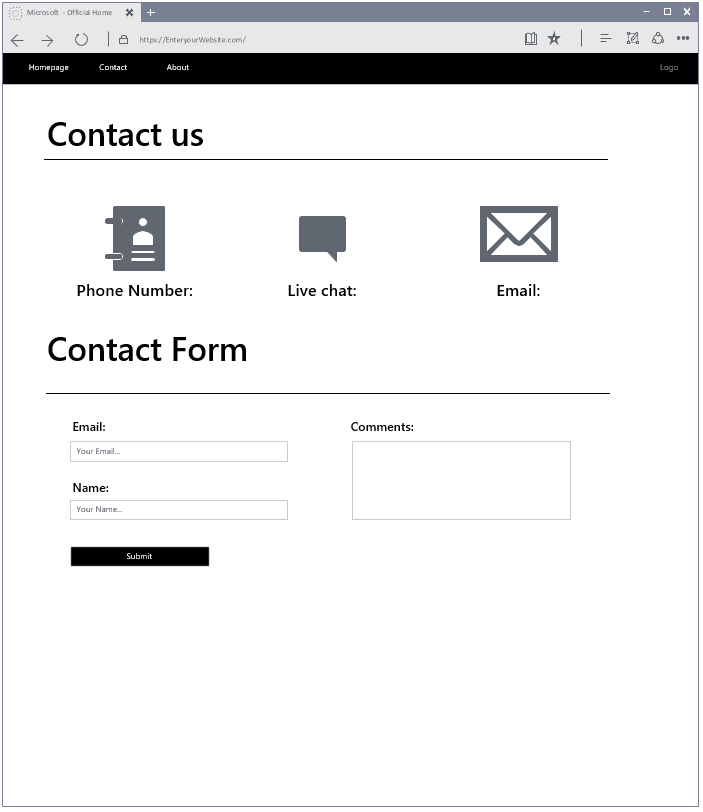 Microsoft - Official Home
https://EnteryourWebsite.com/
Homepage Contact About Logo
Contact us
Phone Number: Live chat: Email:
Contact Form
Email: Comments:
Your Email...
Name:
Your Name...
Submit